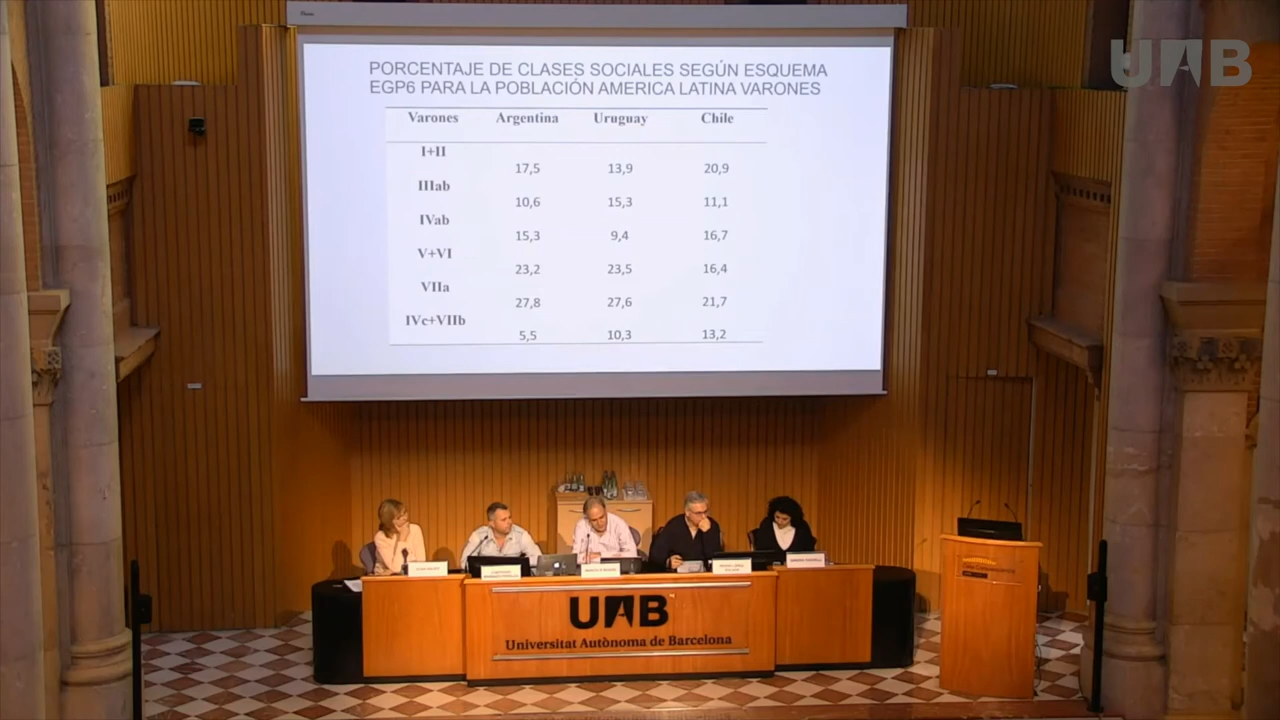 UAB
PORCENTAJE DE CLASES SOCIALES SEGÚN ESQUEMA
EGP6 PARA LA POBLACIÓN AMERICA LATINA VARONES
Varones Argentina Uruguay Chile
I+II
17,5 13,9 20,9
IIIab
10,6 15,3 11,1
IVab
15,3 9,4 16,7
V+VI
23,2 23,5 16,4
VIIa
27,8 27,6 21,7
IVc+VIIb
5,5 10,3 13,2
UAB
Universitat Autònoma de Barcelona